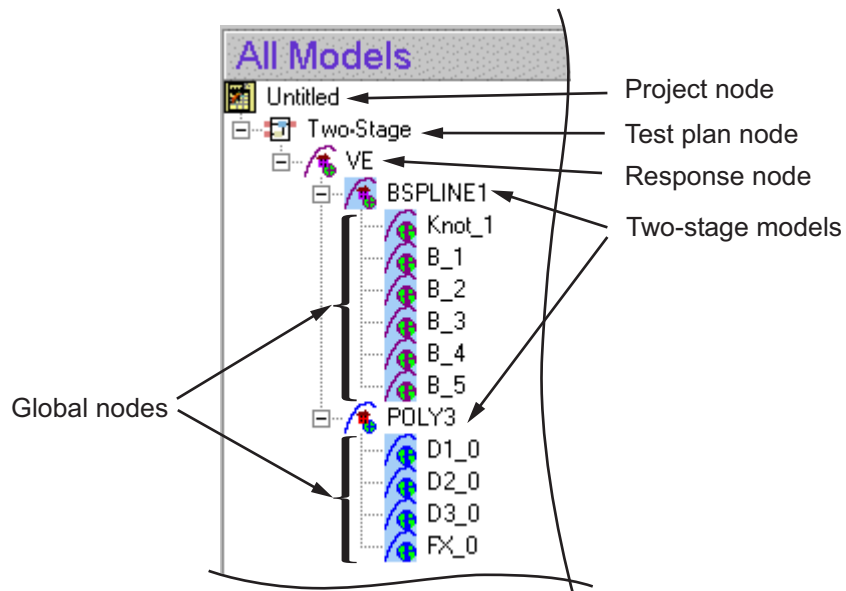 All Models
Untitled
Project node
Two-Stage
Test plan node
VE
Response node
BSPLINE1
Two-stage models
Knot_1
B_1
B_2
B_3
B_4
B_5
Global nodes
POLY3
D1_0
D2_0
D3_0
FX_0